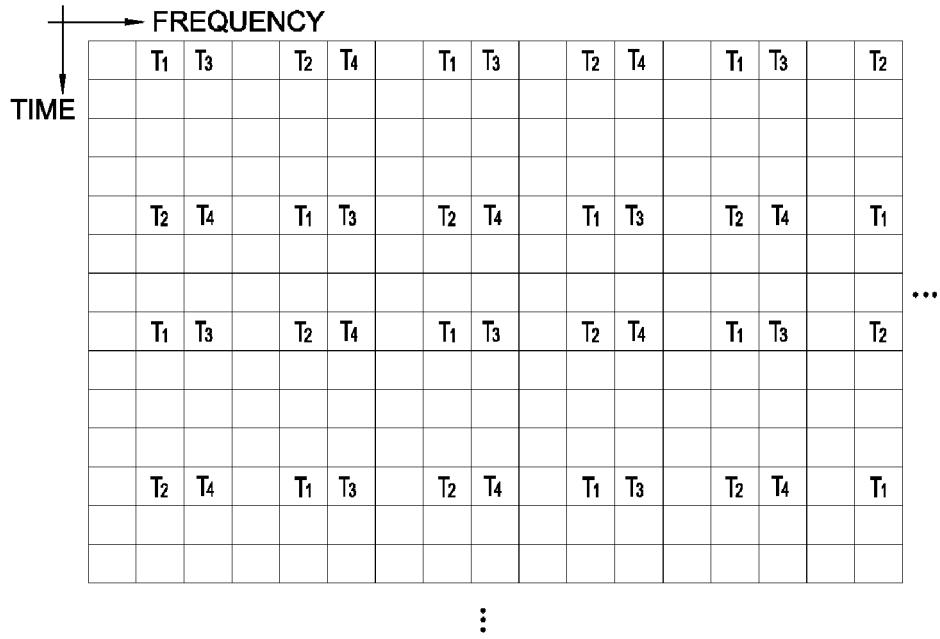 FREQUENCY
T1 T3 T2 T4 T1 T3 T2 T4 T1 T3 T2
TIME
T2 T4 T1 T3 T2 T4 T1 T3 T2 T4 T1
...
T1 T3 T2 T4 T1 T3 T2 T4 T1 T3 T2
T2 T4 T1 T3 T2 T4 T1 T3 T2 T4 T1
⋮